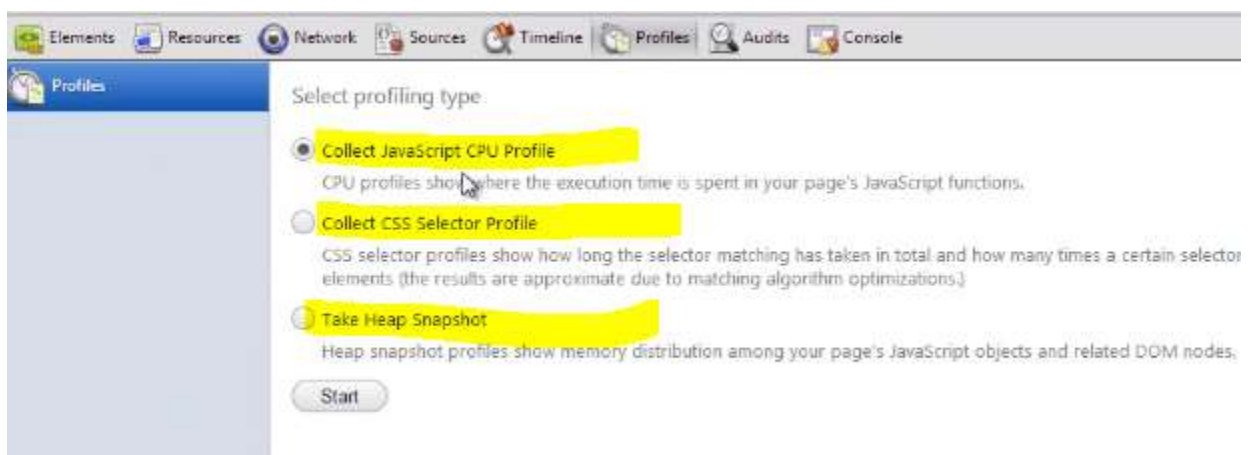 Elements Resources Network Sources Timeline Profiles Audits Console
Profiles
Select profiling type
Collect JavaScript CPU Profile
CPU profiles show where the execution time is spent in your page's JavaScript functions.
Collect CSS Selector Profile
CSS selector profiles show how long the selector matching has taken in total and how many times a certain selector
elements (the results are approximate due to matching algorithm optimizations.)
Take Heap Snapshot
Heap snapshot profiles show memory distribution among your page's JavaScript objects and related DOM nodes.
Start